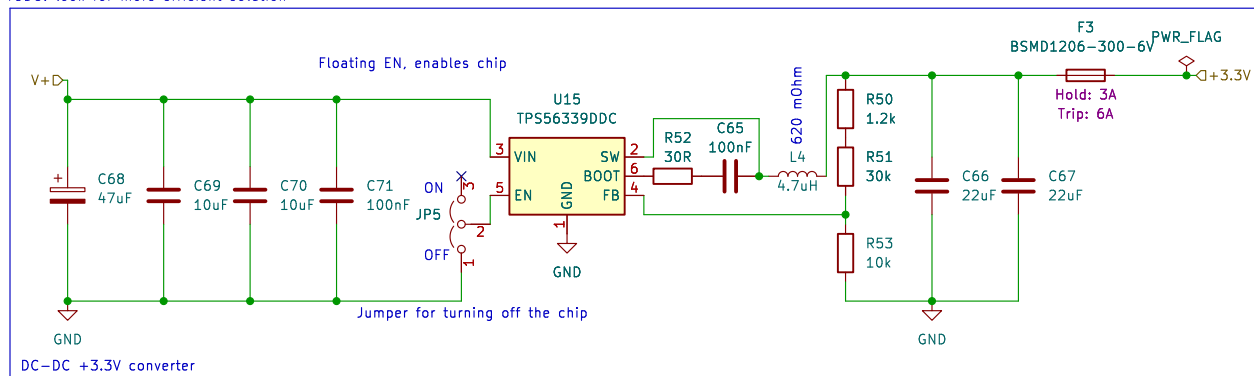 F3
BSMD1206-300-6V
PWR_FLAG
V+
Floating EN, enables chip
+3.3V
Hold: 3A
Trip: 6A
620 mOhm
U15
TPS56339DDC
R50
1.2k
C65
100nF
R52
30R
L4
4.7uH
3
VIN
SW
2
BOOT
6
5
EN
GND
FB
4
1
R51
30k
C68
47uF
C69
10uF
C70
10uF
C71
100nF
ON
3
JP5
2
OFF
1
C66
22uF
C67
22uF
R53
10k
GND
Jumper for turning off the chip
GND
GND
DC-DC +3.3V converter